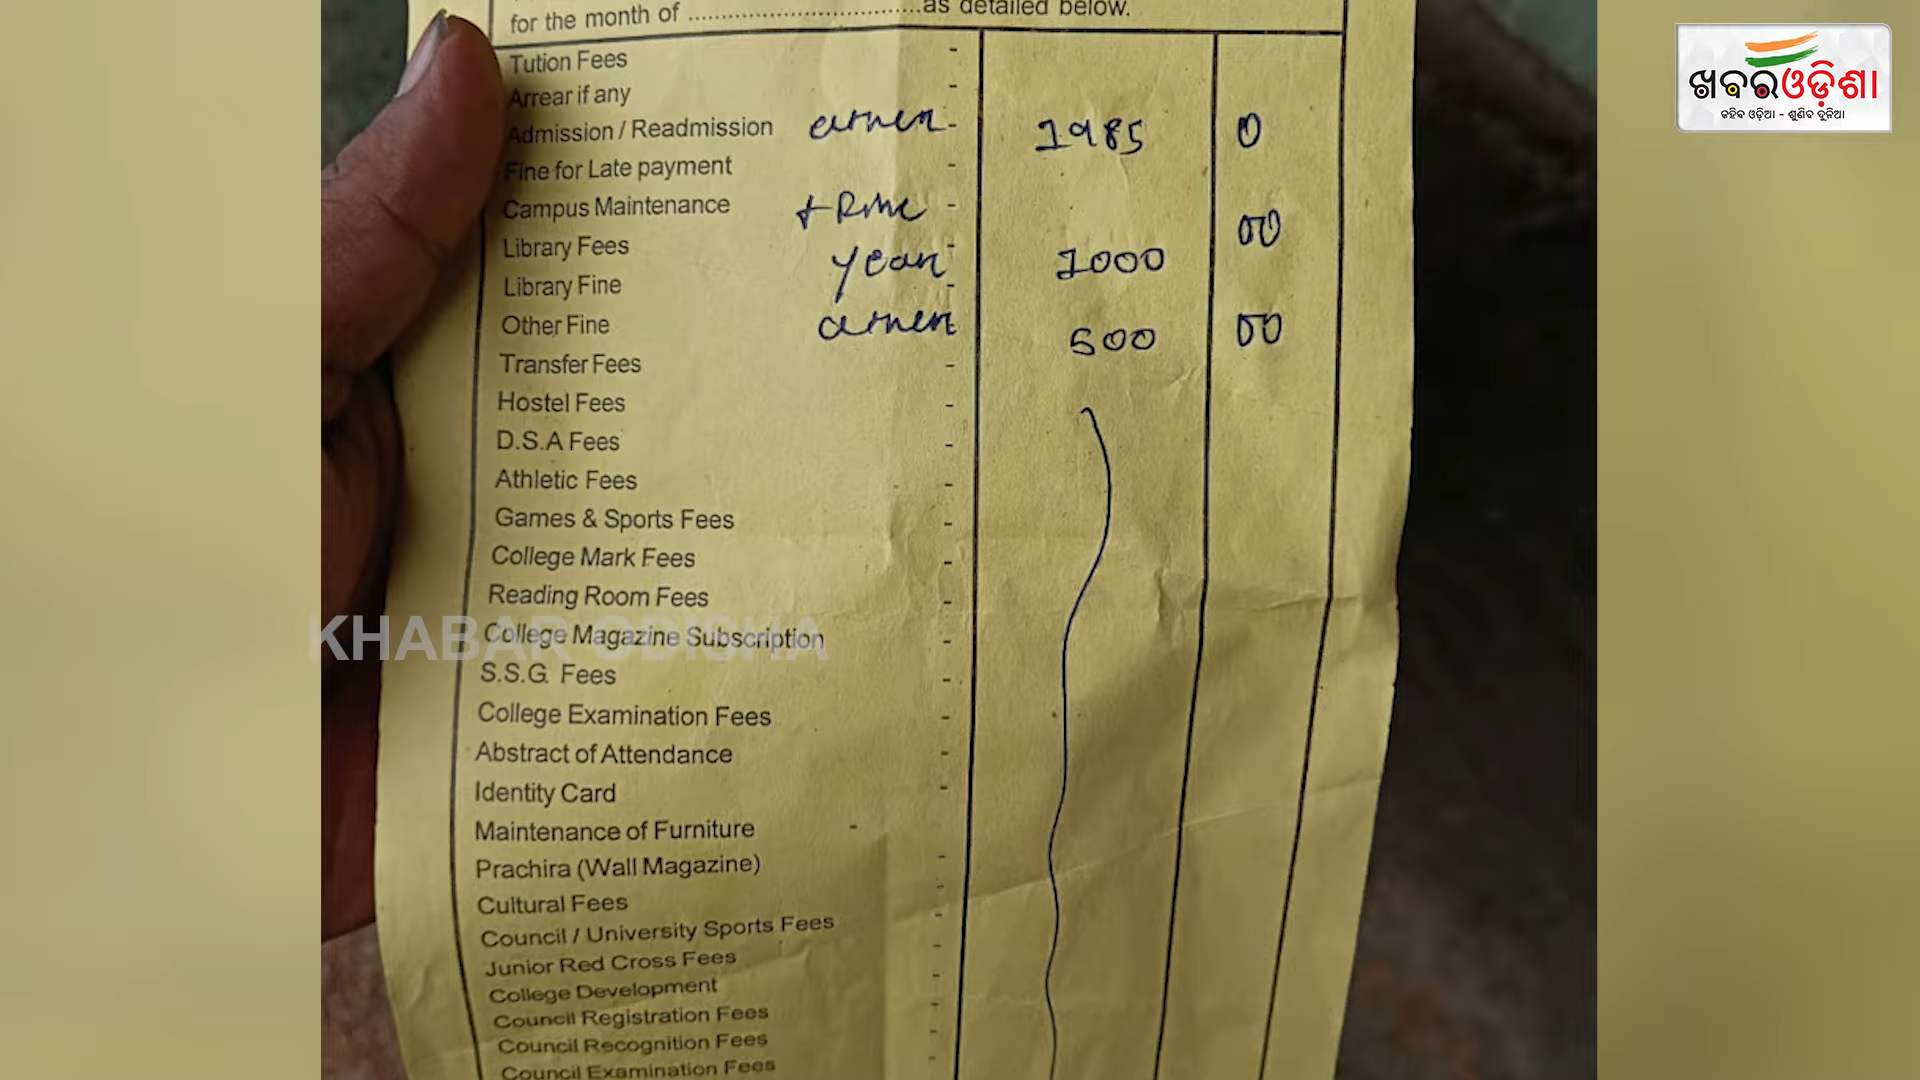 for the month of ................................as detailed below.
Tution Fees -
Arrear if any -
Admission / Readmission - 1985 0
Fine for Late payment -
Campus Maintenance -
Library Fees - 00
year 1000
Library Fine -
Other Fine 500 00
Transfer Fees -
Hostel Fees -
D.S.A Fees -
Athletic Fees -
Games & Sports Fees -
College Mark Fees -
Reading Room Fees -
College Magazine Subscription -
S.S.G. Fees -
College Examination Fees -
Abstract of Attendance -
Identity Card -
Maintenance of Furniture -
Prachira (Wall Magazine) -
Cultural Fees -
Council / University Sports Fees -
Junior Red Cross Fees -
College Development -
Council Registration Fees -
Council Recognition Fees -
Council Examination Fees -
KHABAR ODISHA
ଖବରଓଡ଼ିଶା
କହିବ ଓଡ଼ିଆ - ଶୁଣିବ ଦୁନିଆ